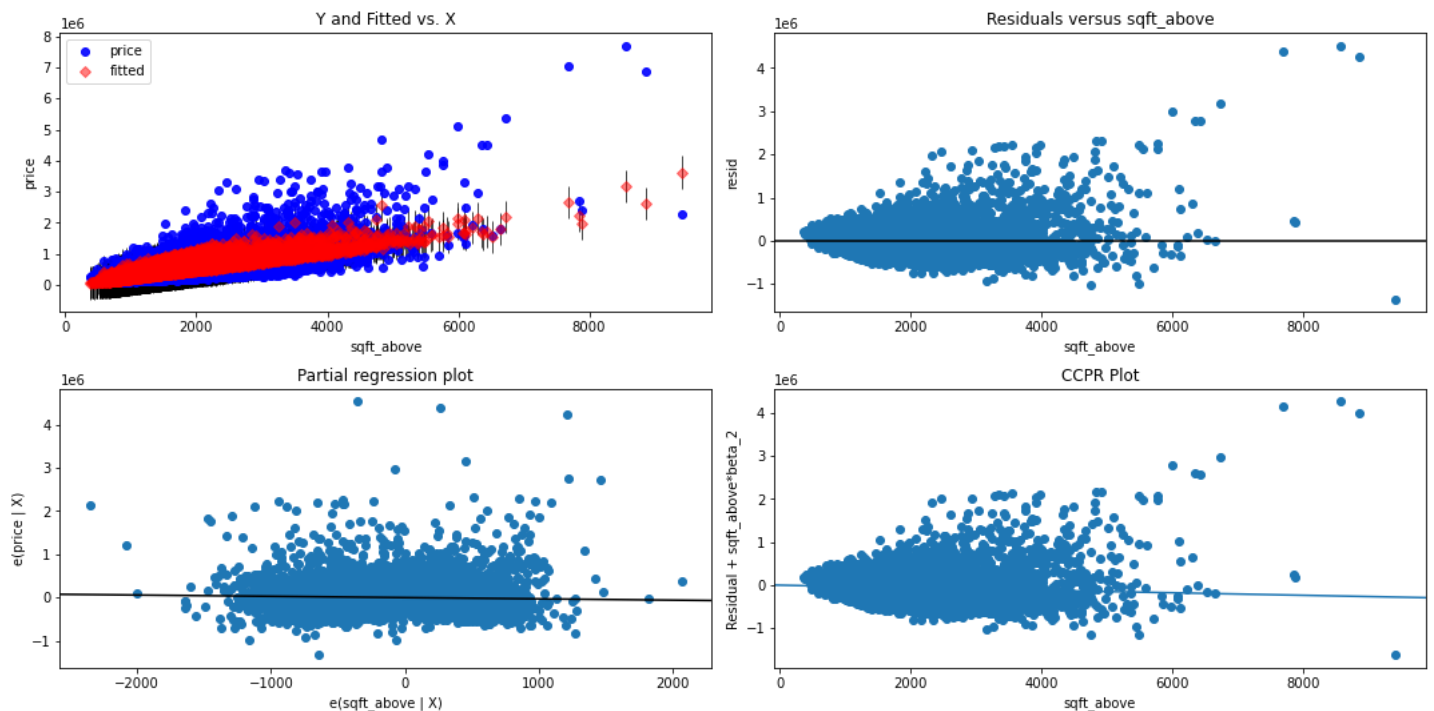 Y and Fitted vs. X
1e6
price
fitted
8
7
6
5
4
3
2
1
0
price
0 2000 4000 6000 8000
sqft_above
Residuals versus sqft_above
1e6
4
3
2
1
0
−1
resid
0 2000 4000 6000 8000
sqft_above
Partial regression plot
1e6
4
3
2
1
0
−1
e(price | X)
−2000 −1000 0 1000 2000
e(sqft_above | X)
CCPR Plot
1e6
4
3
2
1
0
−1
Residual + sqft_above*beta_2
0 2000 4000 6000 8000
sqft_above